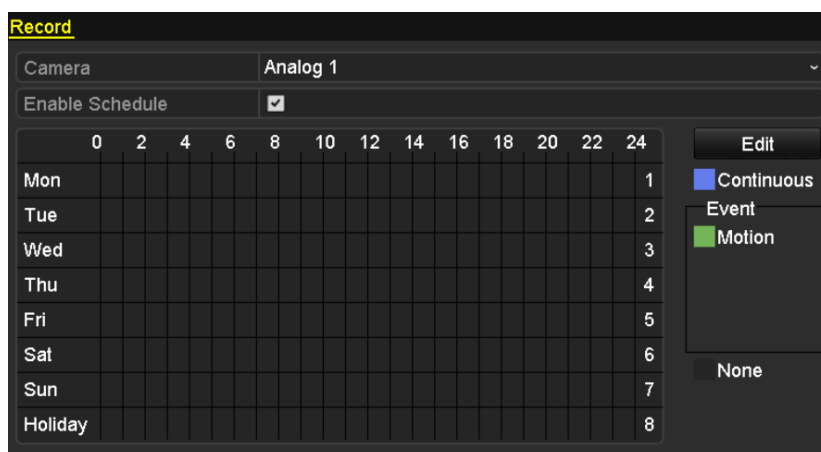 Record
Camera Analog 1
Enable Schedule
0 2 4 6 8 10 12 14 16 18 20 22 24 Edit
Mon 1 Continuous
Event
Tue 2
Motion
Wed 3
Thu 4
Fri 5
Sat 6
None
Sun 7
Holiday 8